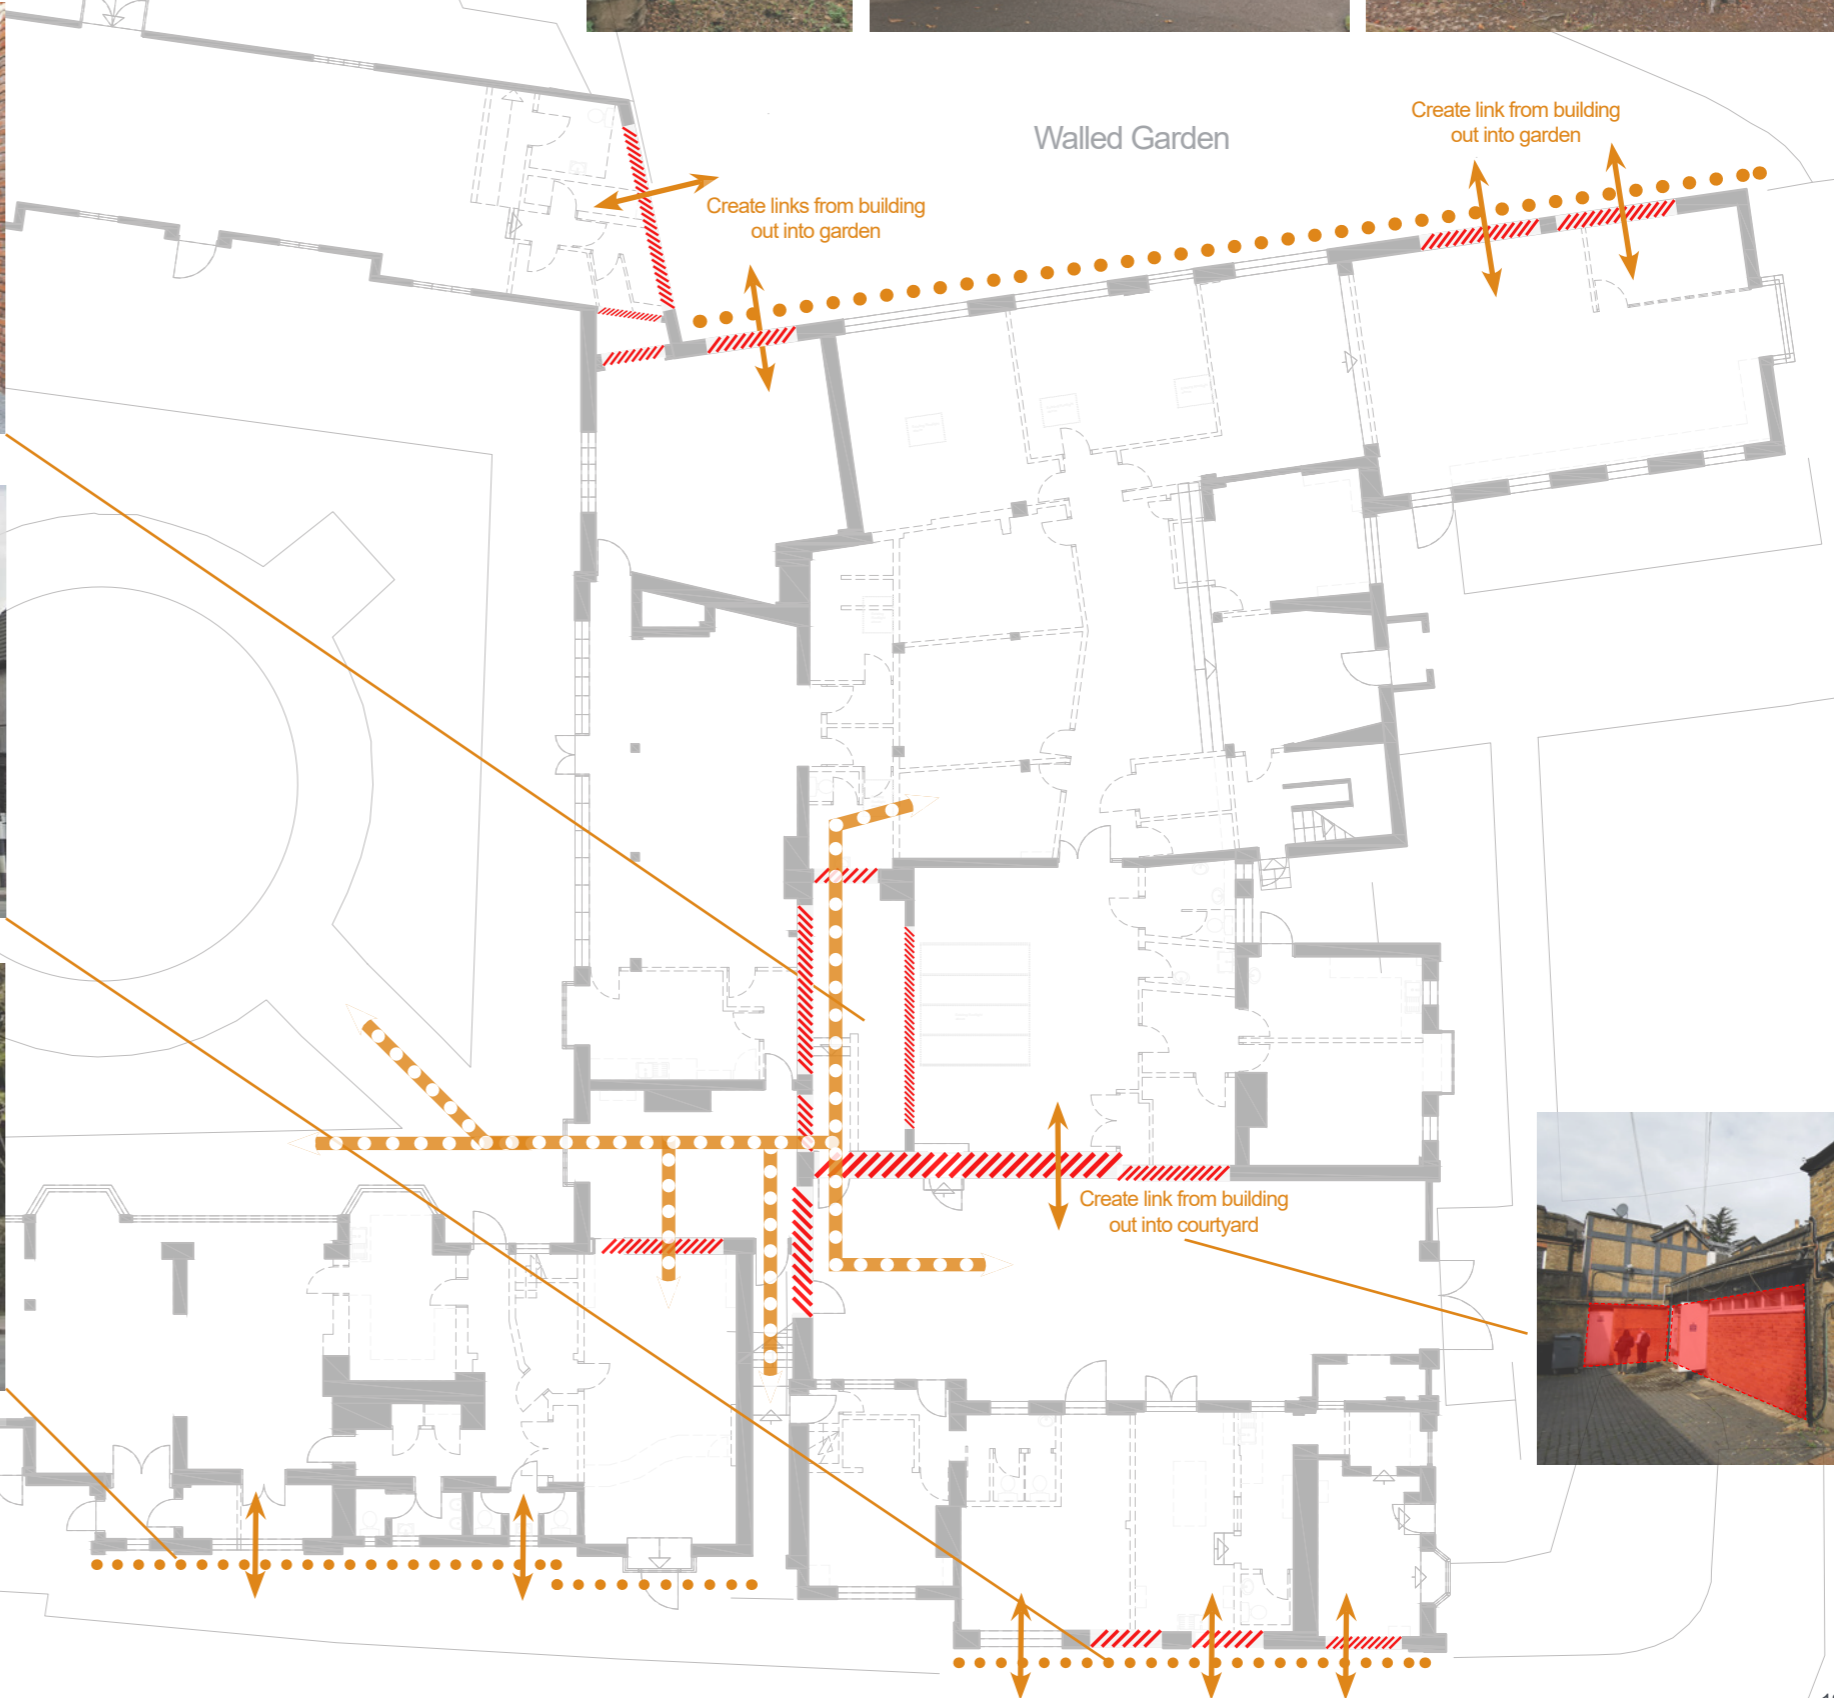 Create link from building
out into garden
Walled Garden
Create links from building
out into garden
Create link from building
out into courtyard